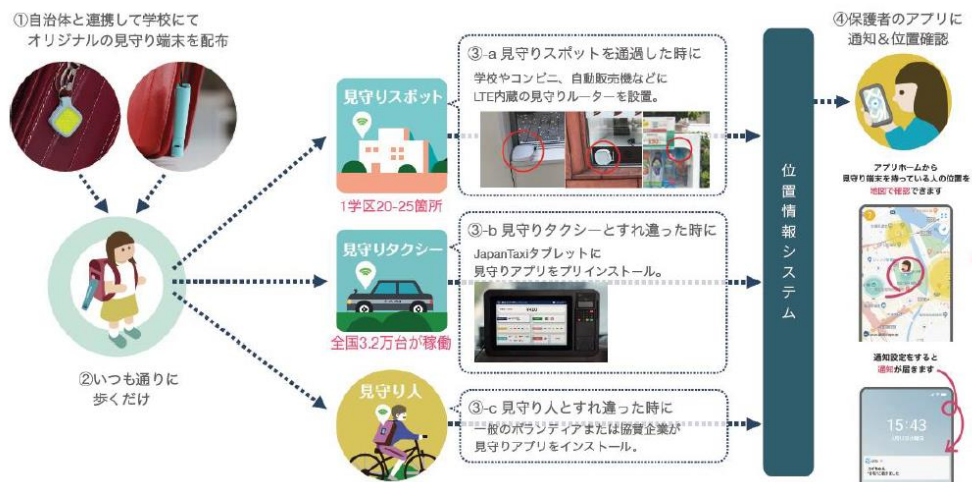 ①自治体と連携して学校にて
オリジナルの見守り端末を配布
②いつも通りに
歩くだけ
見守りスポット
1学区20-25箇所
③-a 見守りスポットを通過した時に
学校やコンビニ、自動販売機などに
LTE内蔵の見守りルーターを設置。
見守りタクシー
全国3.2万台が稼働
③-b 見守りタクシーとすれ違った時に
JapanTaxiタブレットに
見守りアプリをプリインストール。
見守り人
③-c 見守り人とすれ違った時に
一般のボランティアまたは協賛企業が
見守りアプリをインストール。
位置情報システム
④保護者のアプリに
通知&位置確認
アプリホームから
見守り端末を持っている人の位置を
地図で確認できます
通知設定をすると
通知が届きます
15:43